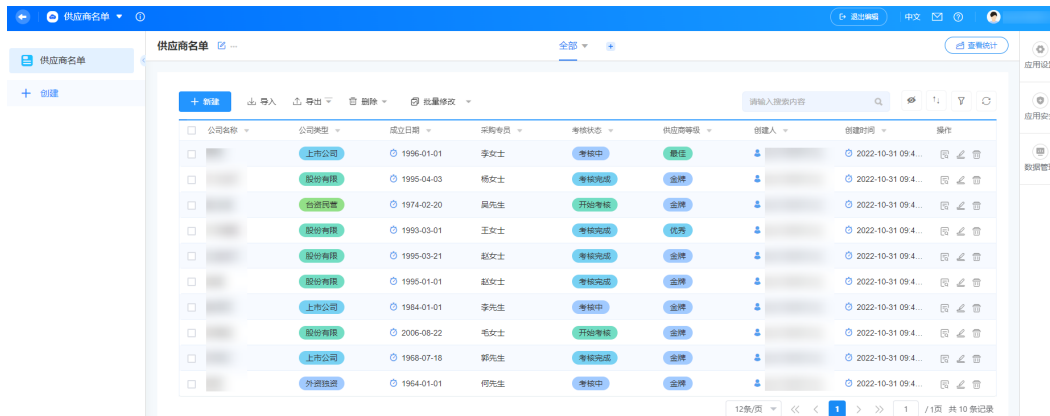 供应商名单
退出编辑 中文
供应商名单
创建
供应商名单 ...
全部
查看统计
+ 新建 导入 导出 删除 批量修改
请输入搜索内容
公司名称 公司类型 成立日期 采购专员 考核状态 供应商等级 创建人 创建时间 操作
上市公司 1996-01-01 李女士 考核中 最佳 2022-10-31 09:4...
股份有限 1995-04-03 杨女士 考核完成 金牌 2022-10-31 09:4...
台资民营 1974-02-20 吴先生 开始考核 金牌 2022-10-31 09:4...
股份有限 1993-03-01 王女士 考核完成 优秀 2022-10-31 09:4...
股份有限 1995-03-21 赵女士 考核完成 金牌 2022-10-31 09:4...
股份有限 1995-01-01 赵女士 考核完成 金牌 2022-10-31 09:4...
上市公司 1984-01-01 李先生 考核中 金牌 2022-10-31 09:4...
股份有限 2006-08-22 毛女士 开始考核 金牌 2022-10-31 09:4...
上市公司 1968-07-18 郭先生 考核完成 金牌 2022-10-31 09:4...
外资独资 1964-01-01 何先生 考核中 金牌 2022-10-31 09:4...
12条/页 1 1 /1页 共 10 条记录
应用设
应用安
数据管